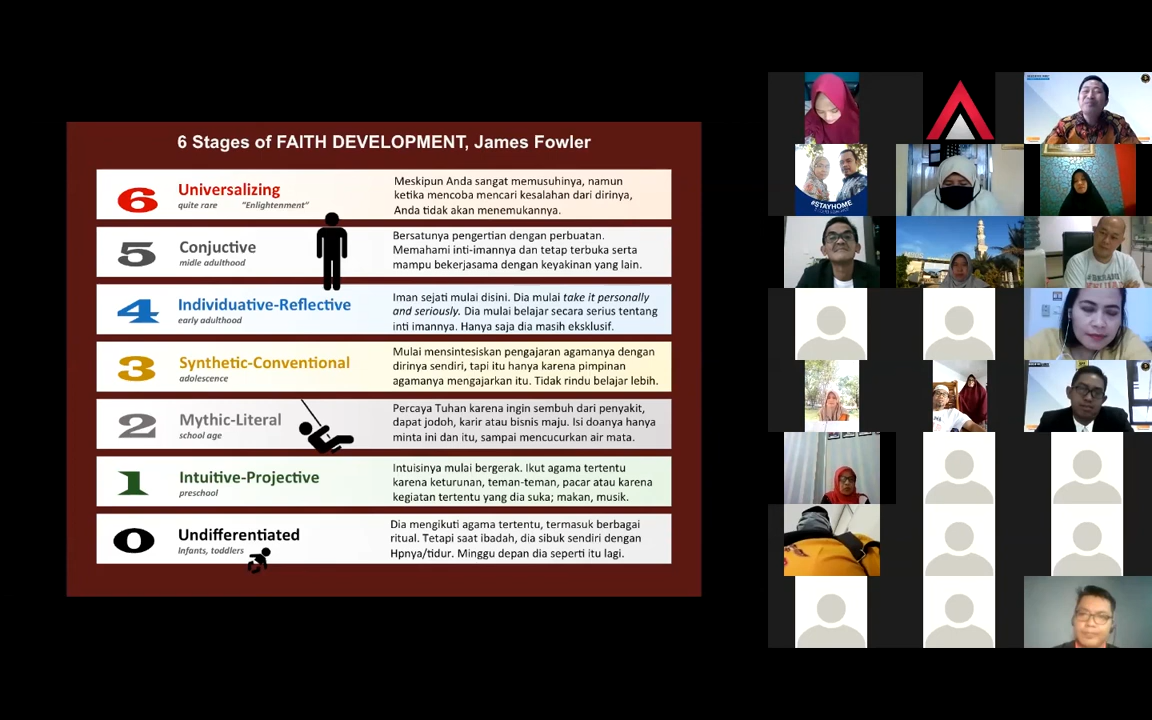 6 Stages of FAITH DEVELOPMENT, James Fowler
6
Universalizing
quite rare "Enlightenment"
Meskipun Anda sangat memusuhinya, namun
ketika mencoba mencari kesalahan dari dirinya,
Anda tidak akan menemukannya.
5
Conjuctive
midle adulthood
Bersatunya pengertian dengan perbuatan.
Memahami inti-imannya dan tetap terbuka serta
mampu bekerjasama dengan keyakinan yang lain.
4
Individuative-Reflective
early adulthood
Iman sejati mulai disini. Dia mulai take it personally
and seriously. Dia mulai belajar secara serius tentang
inti imannya. Hanya saja dia masih eksklusif.
3
Synthetic-Conventional
adolescence
Mulai mensintesiskan pengajaran agamanya dengan
dirinya sendiri, tapi itu hanya karena pimpinan
agamanya mengajarkan itu. Tidak rindu belajar lebih.
2
Mythic-Literal
school age
Percaya Tuhan karena ingin sembuh dari penyakit,
dapat jodoh, karir atau bisnis maju. Isi doanya hanya
minta ini dan itu, sampai mencucurkan air mata.
1
Intuitive-Projective
preschool
Intuisinya mulai bergerak. Ikut agama tertentu
karena keturunan, teman-teman, pacar atau karena
kegiatan tertentu yang dia suka; makan, musik.
0
Undifferentiated
Infants, toddlers
Dia mengikuti agama tertentu, termasuk berbagai
ritual. Tetapi saat ibadah, dia sibuk sendiri dengan
Hpnya/tidur. Minggu depan dia seperti itu lagi.
#STAYHOME